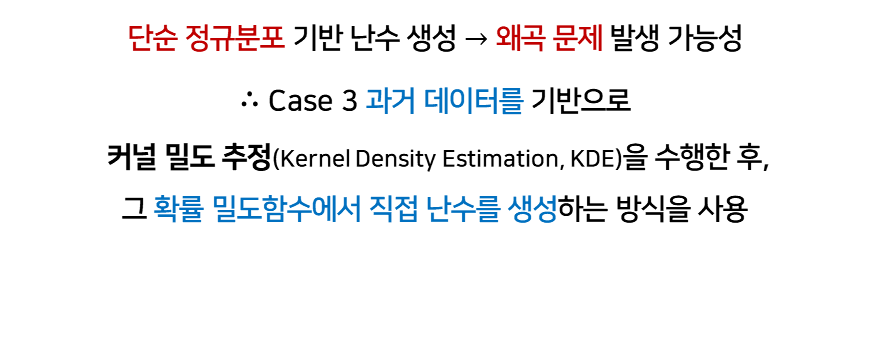 단순 정규분포 기반 난수 생성 → 왜곡 문제 발생 가능성
∴ Case 3 과거 데이터를 기반으로
커널 밀도 추정(Kernel Density Estimation, KDE)을 수행한 후,
그 확률 밀도함수에서 직접 난수를 생성하는 방식을 사용